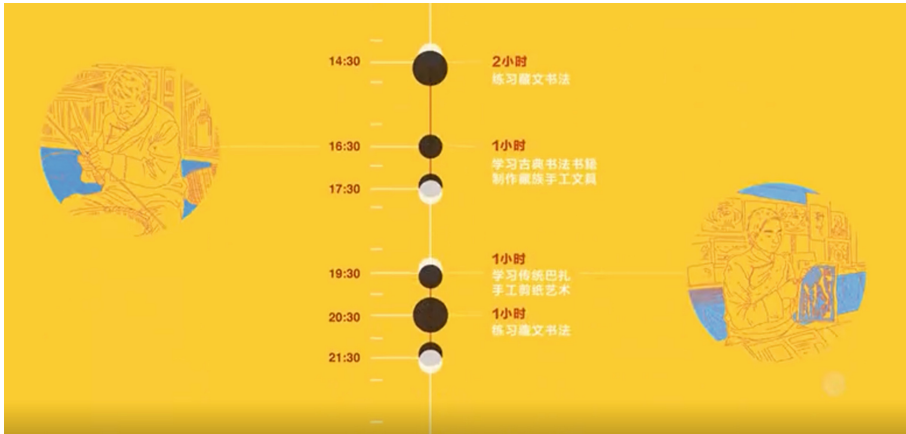 14:30
2小时
练习藏文书法
16:30
1小时
学习古典书法书籍
制作藏族手工文具
17:30
19:30
1小时
学习传统巴扎
手工剪纸艺术
20:30
1小时
练习藏文书法
21:30